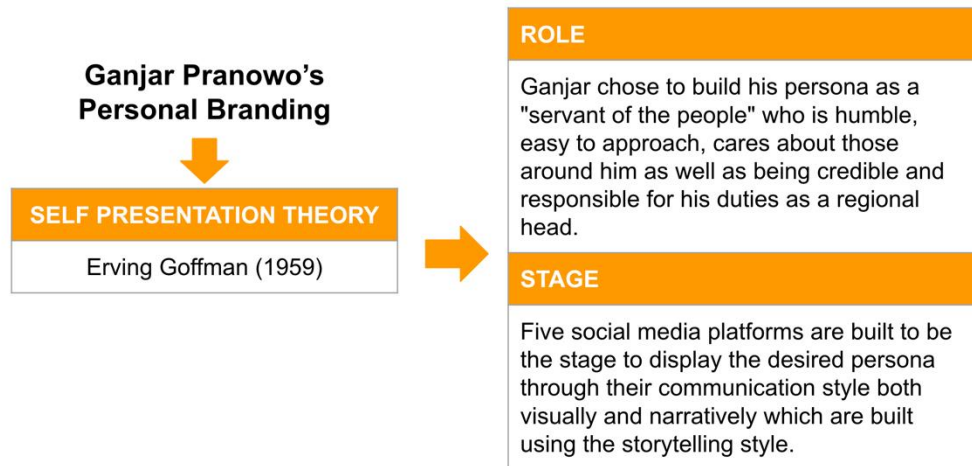 Ganjar Pranowo’s
Personal Branding
SELF PRESENTATION THEORY
Erving Goffman (1959)
ROLE
Ganjar chose to build his persona as a
"servant of the people" who is humble,
easy to approach, cares about those
around him as well as being credible and
responsible for his duties as a regional
head.
STAGE
Five social media platforms are built to be
the stage to display the desired persona
through their communication style both
visually and narratively which are built
using the storytelling style.